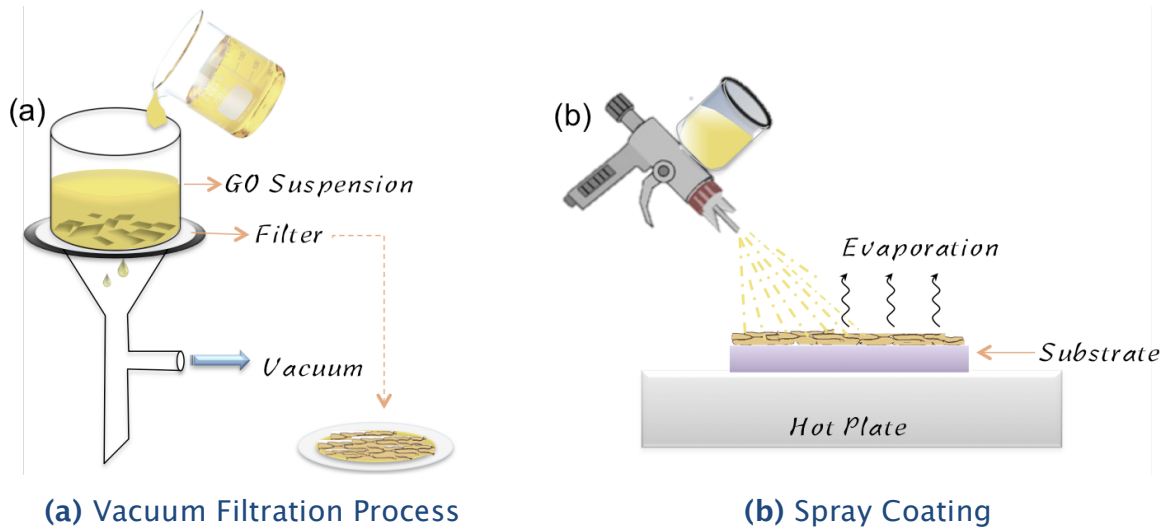 (a)
GO Suspension
Filter
Vacuum
(b)
Evaporation
Substrate
Hot Plate
(a) Vacuum Filtration Process
(b) Spray Coating